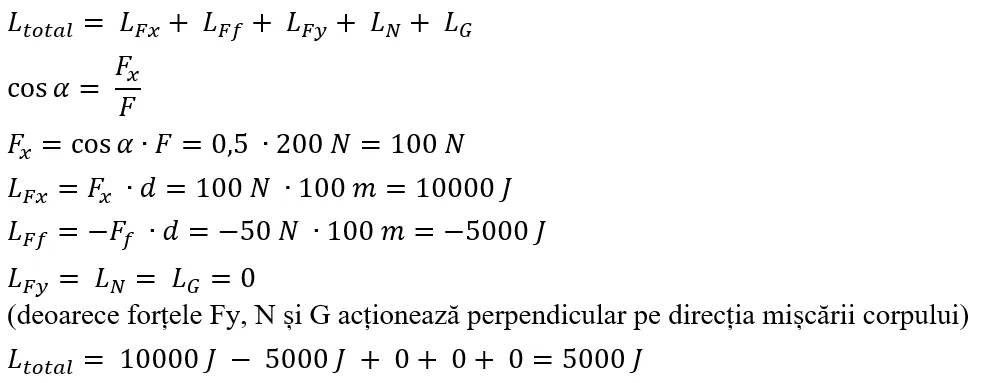 L_total = L_Fx + L_Ff + L_Fy + L_N + L_G
cos α = F_x / F
F_x = cos α · F = 0,5 · 200 N = 100 N
L_Fx = F_x · d = 100 N · 100 m = 10000 J
L_Ff = −F_f · d = −50 N · 100 m = −5000 J
L_Fy = L_N = L_G = 0
(deoarece forțele Fy, N și G acționează perpendicular pe direcția mișcării corpului)
L_total = 10000 J − 5000 J + 0 + 0 + 0 = 5000 J